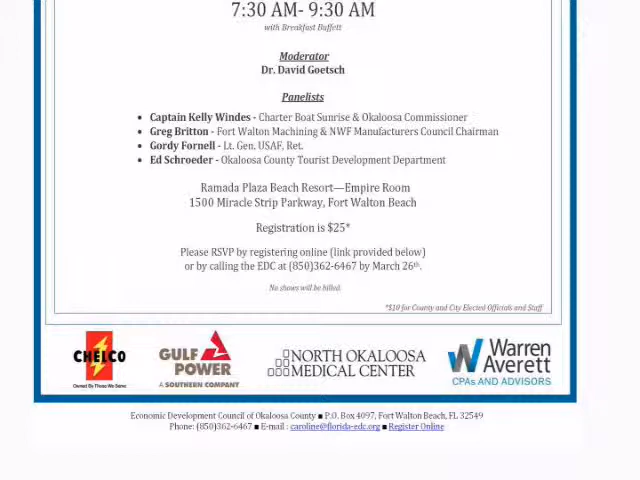 7:30 AM- 9:30 AM
with Breakfast Buffett
Moderator
Dr. David Goetsch
Panelists
• Captain Kelly Windes - Charter Boat Sunrise & Okaloosa Commissioner
• Greg Britton - Fort Walton Machining & NWF Manufacturers Council Chairman
• Gordy Fornell - Lt. Gen, USAF, Ret.
• Ed Schroeder - Okaloosa County Tourist Development Department
Ramada Plaza Beach Resort—Empire Room
1500 Miracle Strip Parkway, Fort Walton Beach
Registration is $25*
Please RSVP by registering online (link provided below)
or by calling the EDC at (850)362-6467 by March 26th.
No shows will be billed.
*$10 for County and City Elected Officials and Staff
CHELCO
Owned By Those We Serve
GULF
POWER
A SOUTHERN COMPANY
NORTH OKALOOSA
MEDICAL CENTER
Warren
Averett
CPAs AND ADVISORS
Economic Development Council of Okaloosa County ■ P.O. Box 4097, Fort Walton Beach, FL 32549
Phone: (850)362-6467 ■ E-mail : caroline@florida-edc.org ■ Register Online